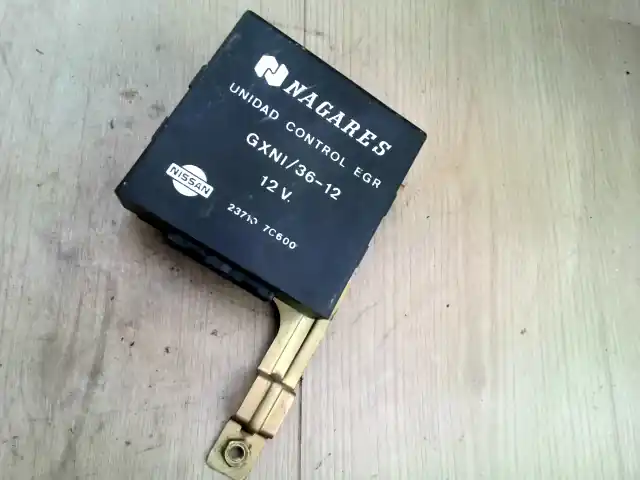 NAGARES
UNIDAD CONTROL EGR
GXNI/36-12
12 V.
NISSAN
23710 7C600